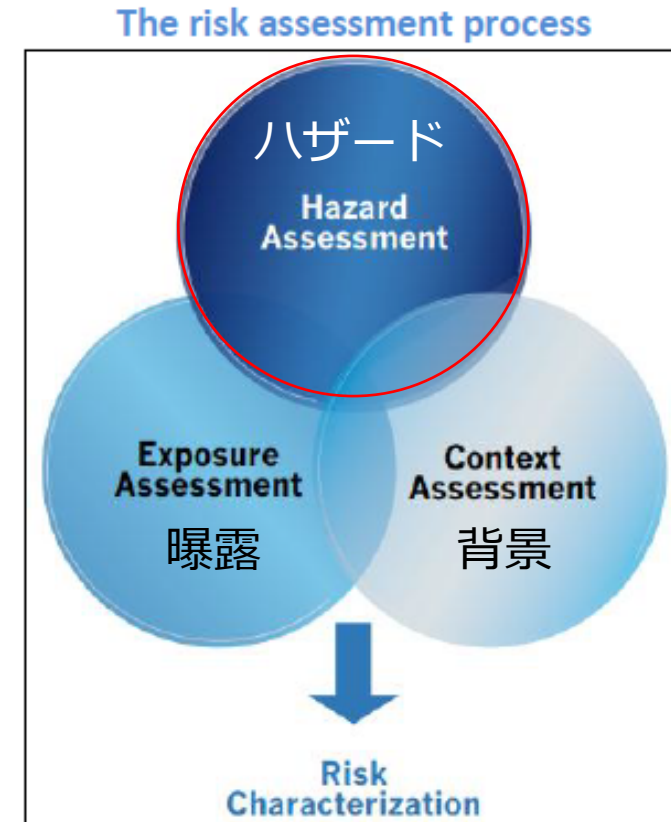 The risk assessment process
ハザード
Hazard
Assessment
Exposure
Assessment
曝露
Context
Assessment
背景
Risk
Characterization